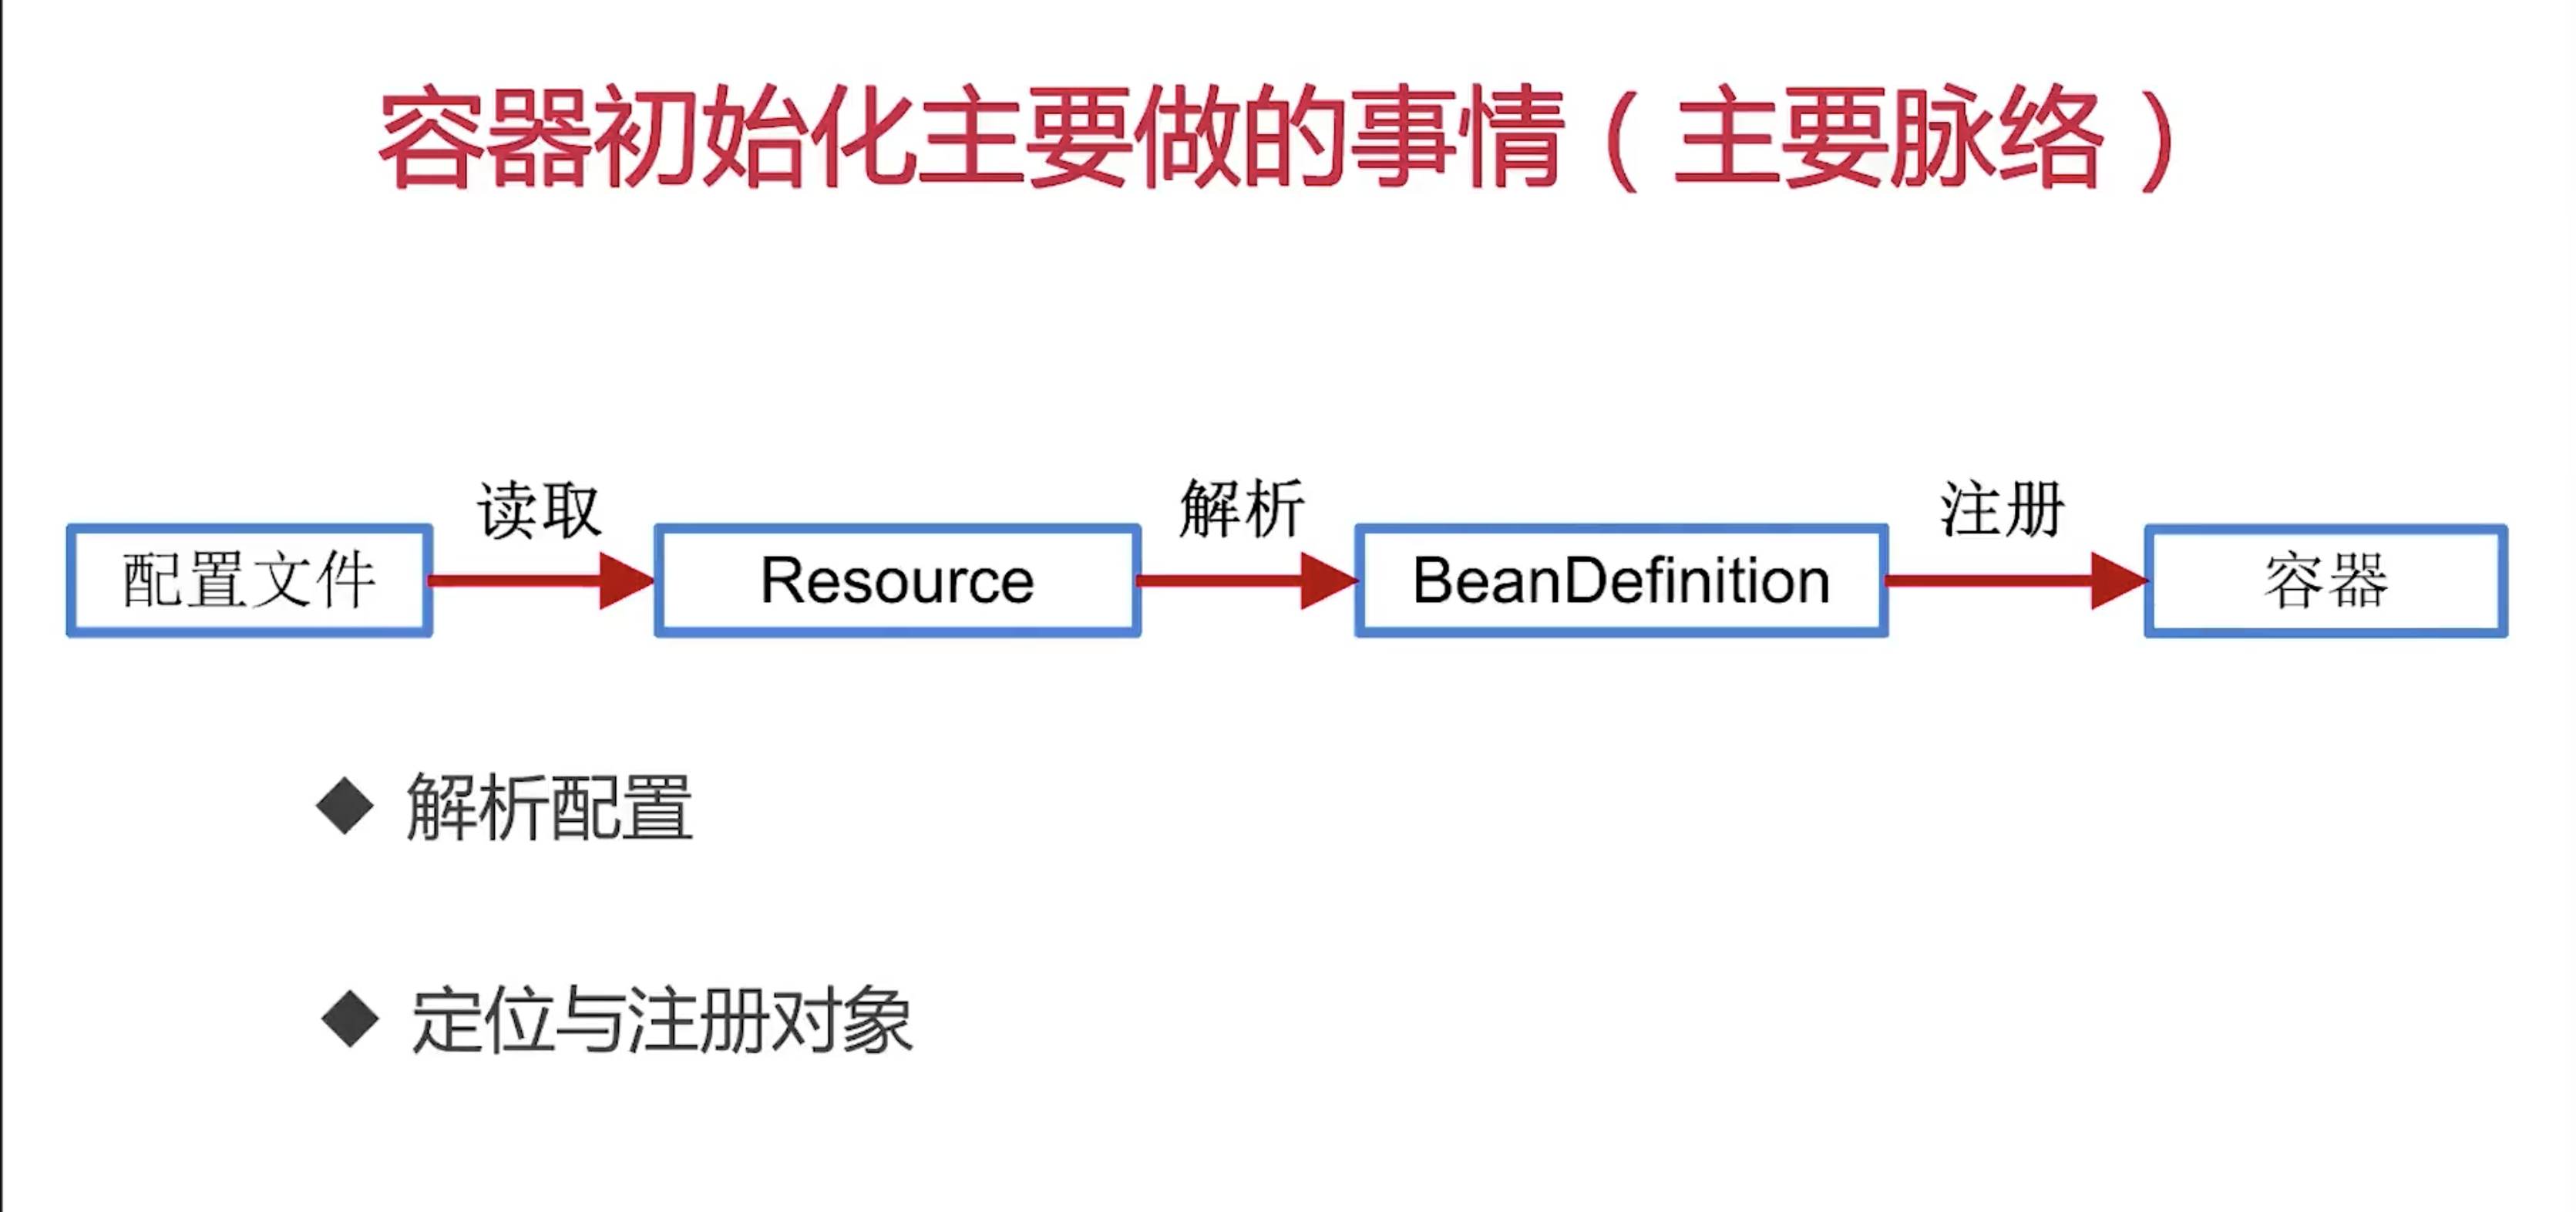 容器初始化主要做的事情（主要脉络）
读取 解析 注册
配置文件 Resource BeanDefinition 容器
◆ 解析配置
◆ 定位与注册对象